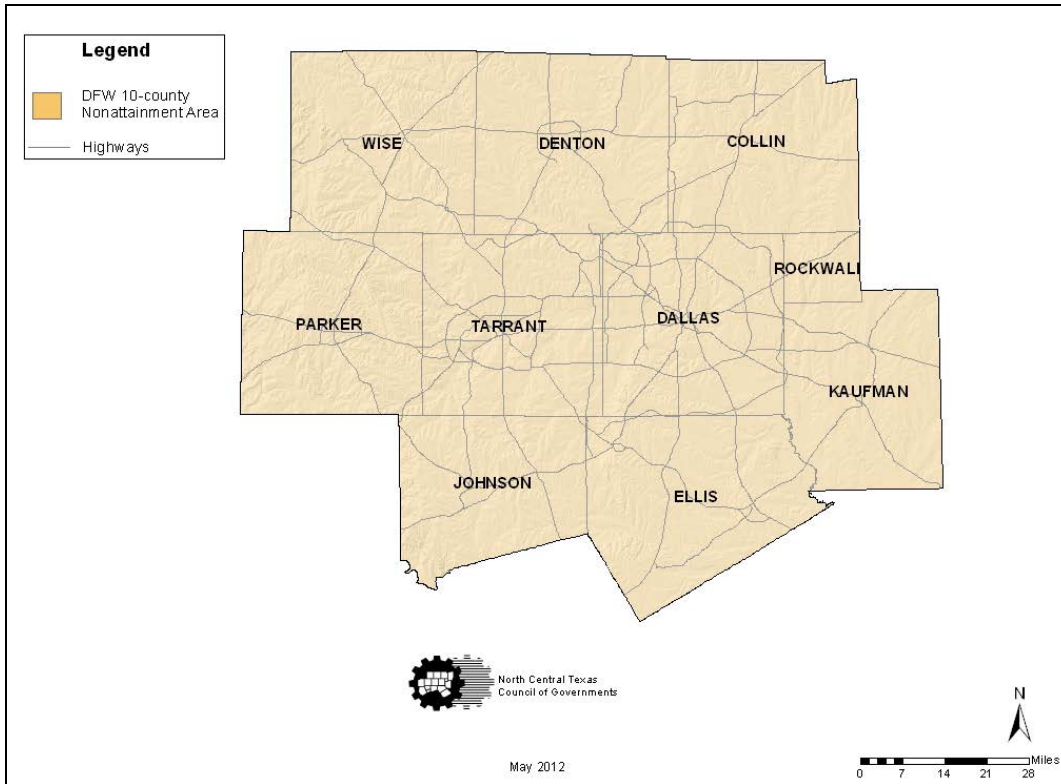 Legend
DFW 10-county
Nonattainment Area
Highways
WISE
DENTON
COLLIN
ROCKWALL
PARKER
TARRANT
DALLAS
KAUFMAN
JOHNSON
ELLIS
North Central Texas
Council of Governments
May 2012
N
Miles
0 7 14 21 28